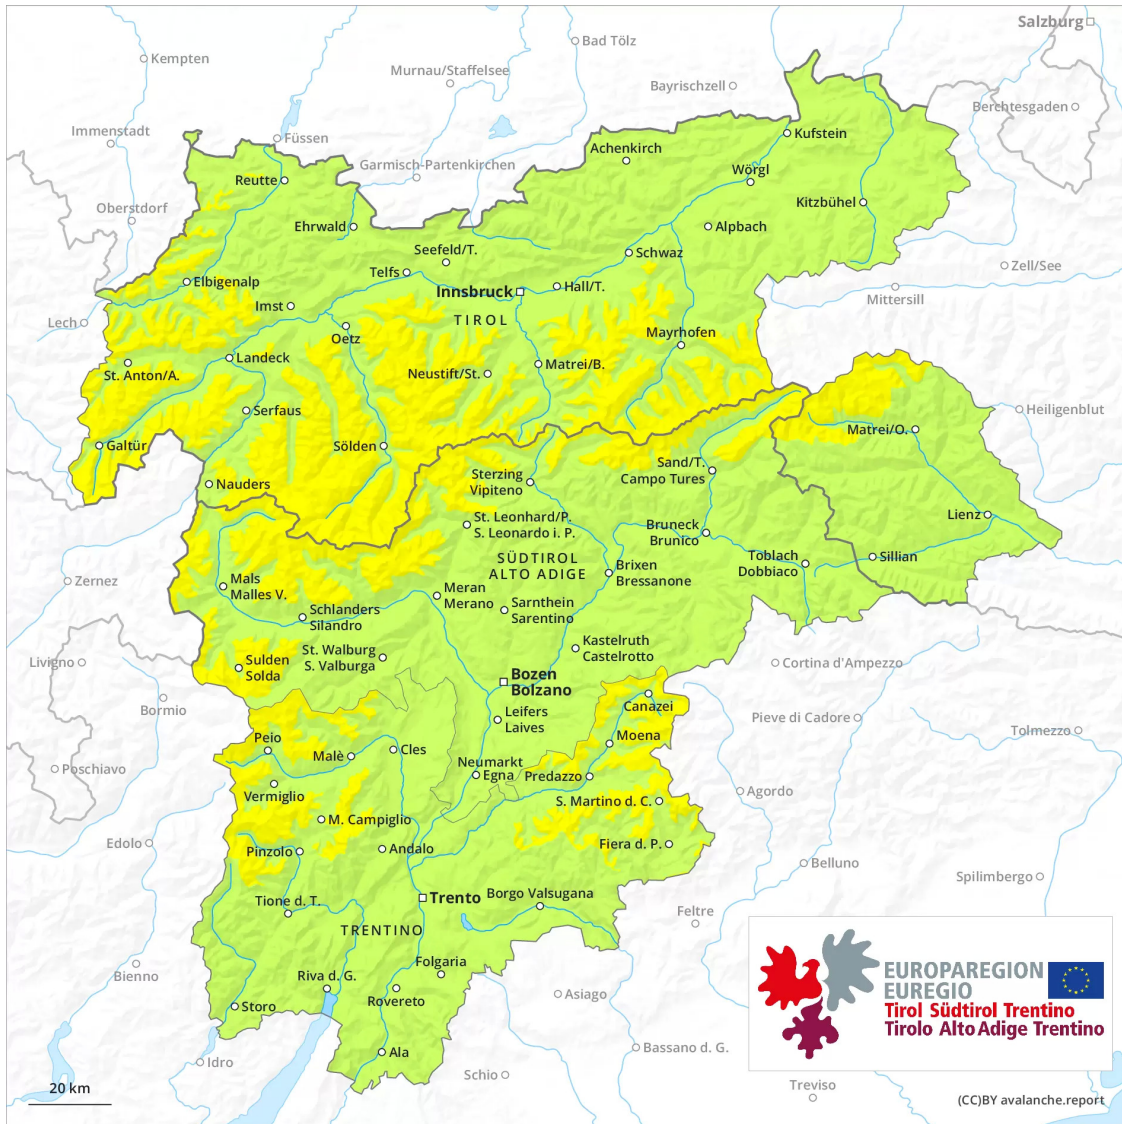 Salzburg
Bad Tölz
Kempten
Murnau/Staffelsee
Bayrischzell
Berchtesgaden
Immenstadt
Füssen
Kufstein
Achenkirch
Garmisch-Partenkirchen
Wörgl
Reutte
Oberstdorf
Kitzbühel
Ehrwald
Alpbach
Seefeld/T.
Schwaz
Telfs
Zell/See
Elbigenalp
Innsbruck
Hall/T.
Mittersill
Imst
Lech
TIROL
Oetz
Mayrhofen
Landeck
Matrei/B.
St. Anton/A.
Neustift/St.
Serfaus
Heiligenblut
Matrei/O.
Galtür
Sölden
Sand/T.
Campo Tures
Sterzing
Vipiteno
Nauders
Lienz
St. Leonhard/P.
S. Leonardo i. P.
Bruneck
Brunico
SÜDTIROL
ALTO ADIGE
Toblach
Dobbiaco
Sillian
Brixen
Bressanone
Zernez
Mals
Malles V.
Meran
Merano
Sarnthein
Sarentino
Schlanders
Silandro
Kastelruth
Castelrotto
St. Walburg
S. Valburga
Livigno
Sulden
Solda
Cortina d'Ampezzo
Bozen
Bolzano
Bormio
Canazei
Leifers
Laives
Pieve di Cadore
Tolmezzo
Peio
Moena
Malè
Cles
Poschiavo
Neumarkt
Egna
Predazzo
Vermiglio
Agordo
S. Martino d. C.
M. Campiglio
Edolo
Pinzolo
Andalo
Fiera d. P.
Belluno
Spilimbergo
Tione d. T.
Trento
Borgo Valsugana
Feltre
TRENTINO
Bienno
Folgaria
Riva d. G.
Rovereto
Asiago
Storo
EUROPAREGION
EUREGIO
Tirol Südtirol Trentino
Tirolo Alto Adige Trentino
Ala
Bassano d. G.
Idro
Schio
20 km
Treviso
(CC)BY avalanche.report